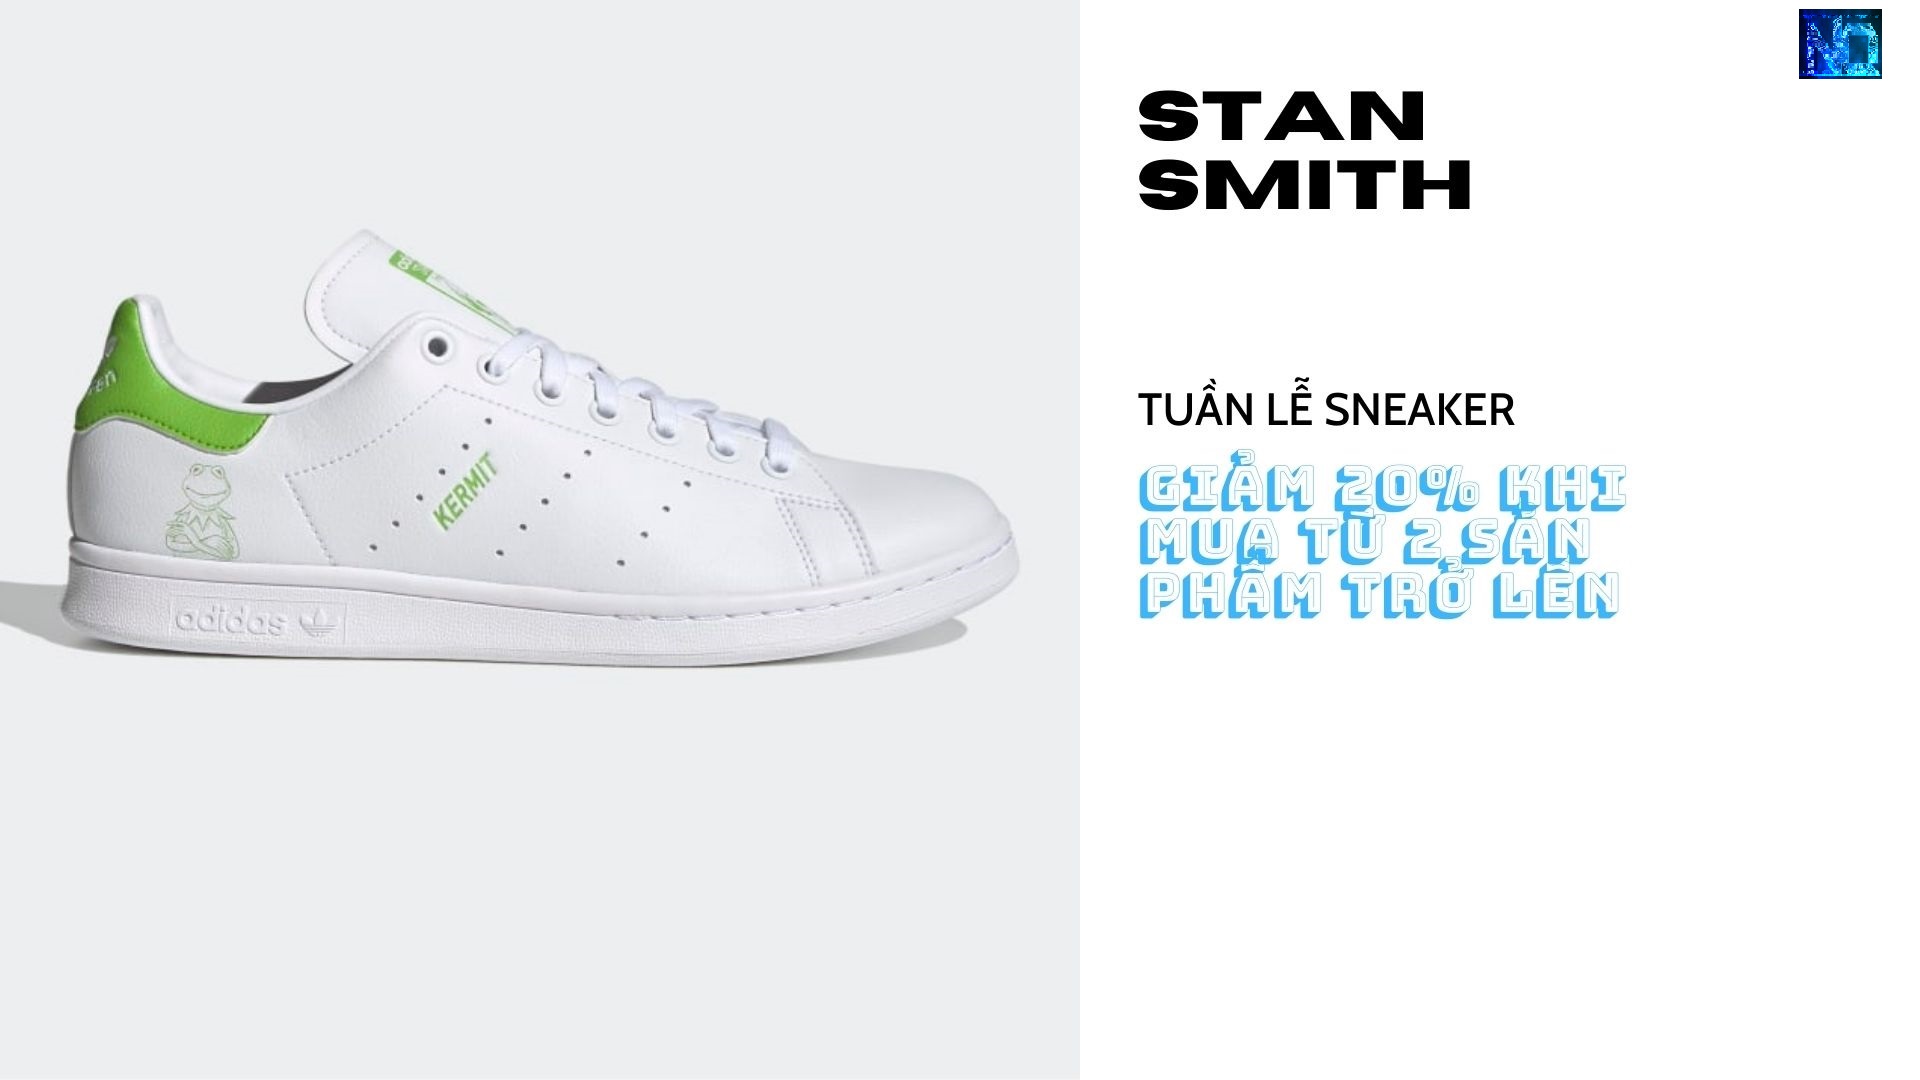 STAN
SMITH
TUẦN LỄ SNEAKER
GIẢM 20% KHI
MUA TỪ 2 SẢN
PHẨM TRỞ LÊN
KERMIT
adidas